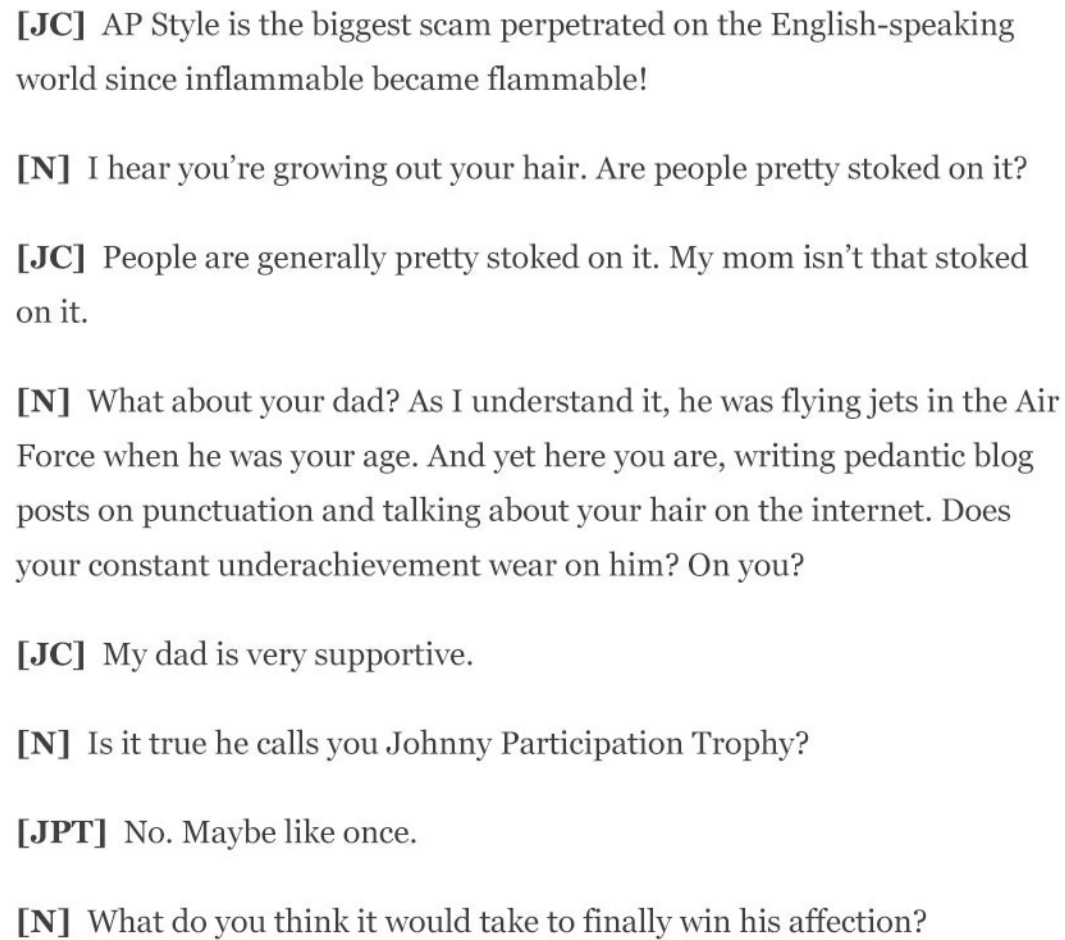 [JC] AP Style is the biggest scam perpetrated on the English-speaking
world since inflammable became flammable!
[N] I hear you’re growing out your hair. Are people pretty stoked on it?
[JC] People are generally pretty stoked on it. My mom isn’t that stoked
on it.
[N] What about your dad? As I understand it, he was flying jets in the Air
Force when he was your age. And yet here you are, writing pedantic blog
posts on punctuation and talking about your hair on the internet. Does
your constant underachievement wear on him? On you?
[JC] My dad is very supportive.
[N] Is it true he calls you Johnny Participation Trophy?
[JPT] No. Maybe like once.
[N] What do you think it would take to finally win his affection?